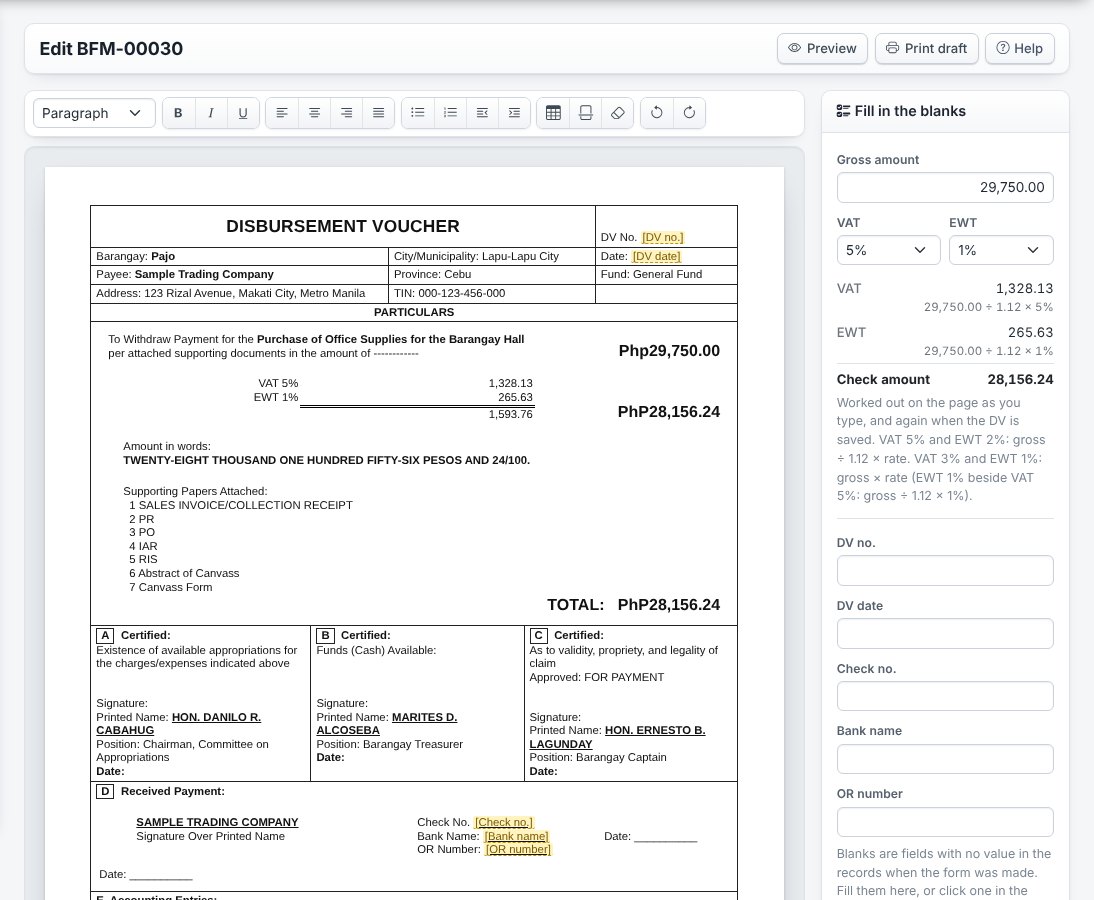 Edit BFM-00030
Preview
Print draft
Help
Paragraph
B I U
Fill in the blanks
Gross amount
29,750.00
VAT EWT
5% 1%
VAT 1,328.13
29,750.00 ÷ 1.12 × 5%
EWT 265.63
29,750.00 ÷ 1.12 × 1%
Check amount 28,156.24
Worked out on the page as you
type, and again when the DV is
saved. VAT 5% and EWT 2%: gross
÷ 1.12 × rate. VAT 3% and EWT 1%:
gross × rate (EWT 1% beside VAT
5%: gross ÷ 1.12 × 1%).
DV no.
DV date
Check no.
Bank name
OR number
Blanks are fields with no value in the
records when the form was made.
Fill them here, or click one in the
DISBURSEMENT VOUCHER
DV No. [DV no.]
Barangay: Pajo City/Municipality: Lapu-Lapu City Date: [DV date]
Payee: Sample Trading Company Province: Cebu Fund: General Fund
Address: 123 Rizal Avenue, Makati City, Metro Manila TIN: 000-123-456-000
PARTICULARS
To Withdraw Payment for the Purchase of Office Supplies for the Barangay Hall
per attached supporting documents in the amount of ------------ Php29,750.00
VAT 5% 1,328.13
EWT 1% 265.63
1,593.76 PhP28,156.24
Amount in words:
TWENTY-EIGHT THOUSAND ONE HUNDRED FIFTY-SIX PESOS AND 24/100.
Supporting Papers Attached:
1 SALES INVOICE/COLLECTION RECEIPT
2 PR
3 PO
4 IAR
5 RIS
6 Abstract of Canvass
7 Canvass Form
TOTAL: PhP28,156.24
A Certified:
Existence of available appropriations for
the charges/expenses indicated above
Signature:
Printed Name: HON. DANILO R.
CABAHUG
Position: Chairman, Committee on
Appropriations
Date:
B Certified:
Funds (Cash) Available:
Signature:
Printed Name: MARITES D.
ALCOSEBA
Position: Barangay Treasurer
Date:
C Certified:
As to validity, propriety, and legality of
claim
Approved: FOR PAYMENT
Signature:
Printed Name: HON. ERNESTO B.
LAGUNDAY
Position: Barangay Captain
Date:
D Received Payment:
SAMPLE TRADING COMPANY Check No. [Check no.]
Signature Over Printed Name Bank Name: [Bank name] Date: __________
OR Number: [OR number]
Date: __________
E. Accounting Entries: